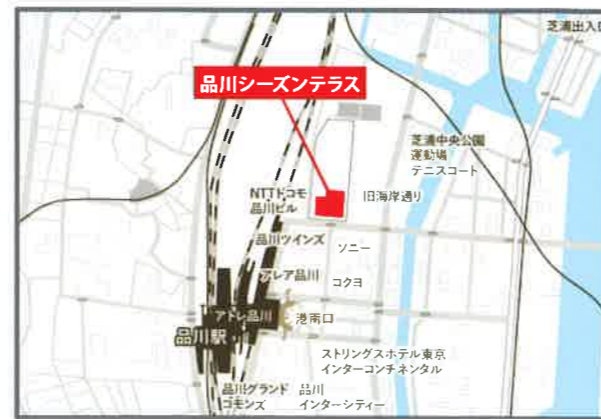 芝浦出入口
品川シーズンテラス
芝浦中央公園
運動場
テニスコート
NTTドコモ
品川ビル
旧海岸通り
品川ツインズ
ソニー
アレア品川
コクヨ
アトレ品川
港南口
品川駅
ストリングスホテル東京
インターコンチネンタル
品川グランド
コモンズ
品川
インターシティー